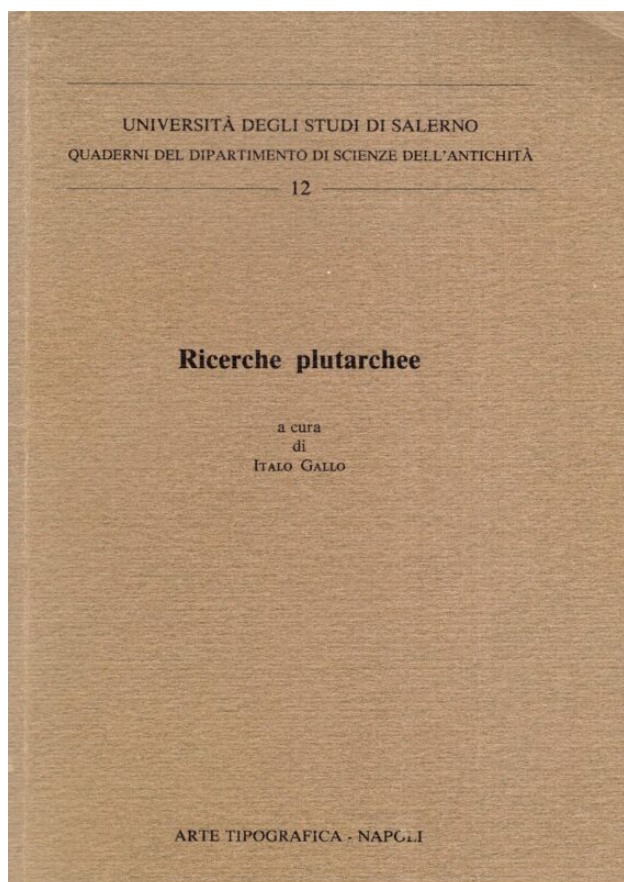 UNIVERSITÀ DEGLI STUDI DI SALERNO
QUADERNI DEL DIPARTIMENTO DI SCIENZE DELL'ANTICHITÀ
12
Ricerche plutarchee
a cura
di
ITALO GALLO
ARTE TIPOGRAFICA - NAPOLI